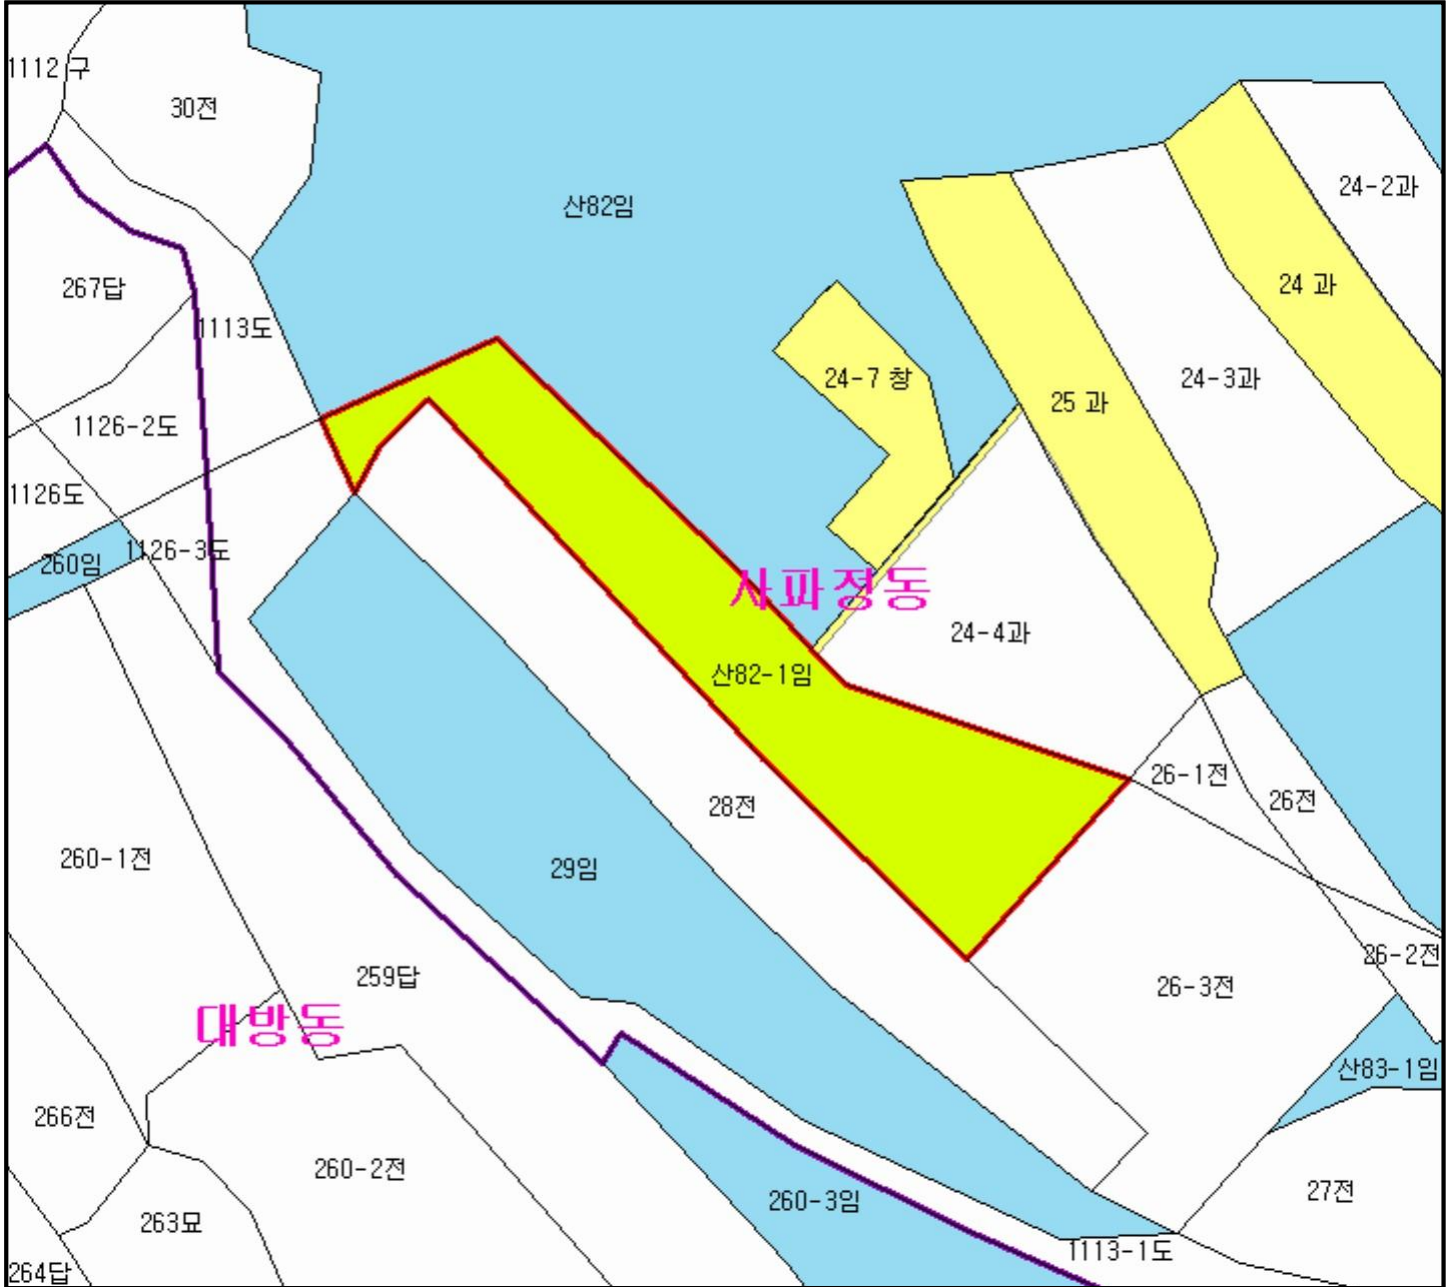 1112 구
30전
산82임
24-2과
267답
24 과
1113도
24-7 창
24-3과
25 과
1126-2도
1126도
260임
1126-3도
사파정동
24-4과
산82-1임
26-1전
26전
28전
260-1전
29임
259답
26-2전
26-3전
대방동
산83-1임
266전
260-2전
27전
260-3임
263묘
1113-1도
264답